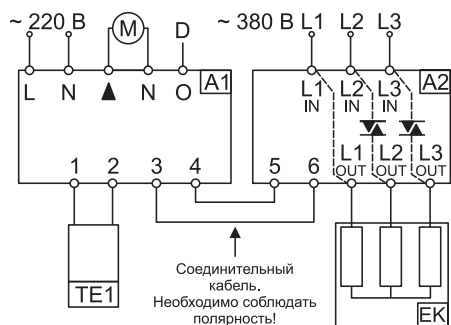 ~ 220 В
M
D
~ 380 В L1 L2 L3
L N ▲ N O A1
L1 L2 L3 A2
IN IN IN
L1 L2 L3
OUT OUT OUT
1 2 3 4 5 6
TE1
Соединительный
кабель.
Необходимо соблюдать
полярность!
EK